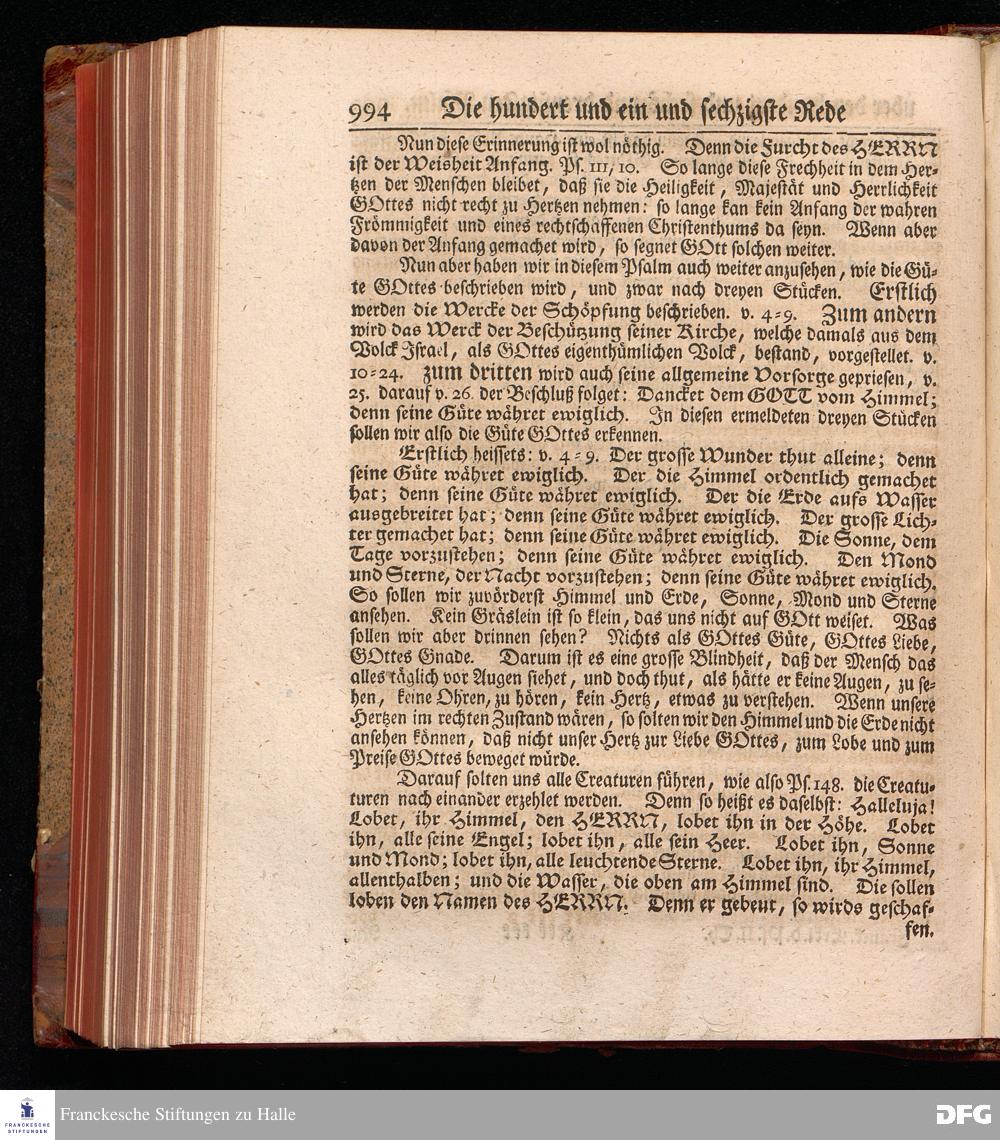 994 Die hundert und ein und sechzigste Rede
Nun diese Erinnerung ist wol nöthig. Denn die Furcht des HERRN
ist der Weisheit Anfang. Ps. 111, 10. So lange diese Frechheit in dem Her-
tzen der Menschen bleibet, daß sie die Heiligkeit, Majestät und Herrlichkeit
GOttes nicht recht zu Hertzen nehmen: so lange kan kein Anfang der wahren
Frömmigkeit und eines rechtschaffenen Christenthums da seyn. Wenn aber
davon der Anfang gemachet wird, so segnet GOtt solchen weiter.
Nun aber haben wir in diesem Psalm auch weiter anzusehen, wie die Gü-
te GOttes beschrieben wird, und zwar nach dreyen Stücken. Erstlich
werden die Wercke der Schöpfung beschrieben. v. 4-9. Zum andern
wird das Werck der Beschützung seiner Kirche, welche damals aus dem
Volck Israel, als GOttes eigenthümlichen Volck, bestand, vorgestellet. v.
10-24. zum dritten wird auch seine allgemeine Vorsorge gepriesen, v.
25. darauf v. 26. der Beschluß folget: Dancket dem GOTT vom Himmel;
denn seine Güte währet ewiglich. In diesen ermeldeten dreyen Stücken
sollen wir also die Güte GOttes erkennen.
Erstlich heissets: v. 4-9. Der grosse Wunder thut alleine; denn
seine Güte währet ewiglich. Der die Himmel ordentlich gemachet
hat; denn seine Güte währet ewiglich. Der die Erde aufs Wasser
ausgebreitet hat; denn seine Güte währet ewiglich. Der grosse Lich-
ter gemachet hat; denn seine Güte währet ewiglich. Die Sonne, dem
Tage vorzustehen; denn seine Güte währet ewiglich. Den Mond
und Sterne, der Nacht vorzustehen; denn seine Güte währet ewiglich.
So sollen wir zuvörderst Himmel und Erde, Sonne, Mond und Sterne
ansehen. Kein Gräslein ist so klein, das uns nicht auf GOtt weiset. Was
sollen wir aber drinnen sehen? Nichts als GOttes Güte, GOttes Liebe,
GOttes Gnade. Darum ist es eine grosse Blindheit, daß der Mensch das
alles täglich vor Augen siehet, und doch thut, als hätte er keine Augen, zu se-
hen, keine Ohren, zu hören, kein Hertz, etwas zu verstehen. Wenn unsere
Hertzen im rechten Zustand wären, so solten wir den Himmel und die Erde nicht
ansehen können, daß nicht unser Hertz zur Liebe GOttes, zum Lobe und zum
Preise GOttes beweget würde.
Darauf solten uns alle Creaturen führen, wie also Ps. 148. die Creatu-
turen nach einander erzehlet werden. Denn so heißt es daselbst: Halleluja!
Lobet, ihr Himmel, den HERRN, lobet ihn in der Höhe. Lobet
ihn, alle seine Engel; lobet ihn, alle sein Heer. Lobet ihn, Sonne
und Mond; lobet ihn, alle leuchtende Sterne. Lobet ihn, ihr Himmel,
allenthalben; und die Wasser, die oben am Himmel sind. Die sollen
loben den Namen des HERRN. Denn er gebeut, so wirds geschaf-
fen.
FRANCKESCHE
STIFTUNGEN
Franckesche Stiftungen zu Halle
DFG